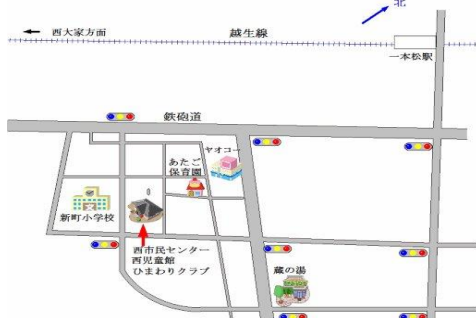 北
西大家方面
越生線
一本松駅
鉄砲道
ヤオコー
あたご
保育園
新町小学校
西市民センター
西児童館
ひまわりクラブ
蔵の湯